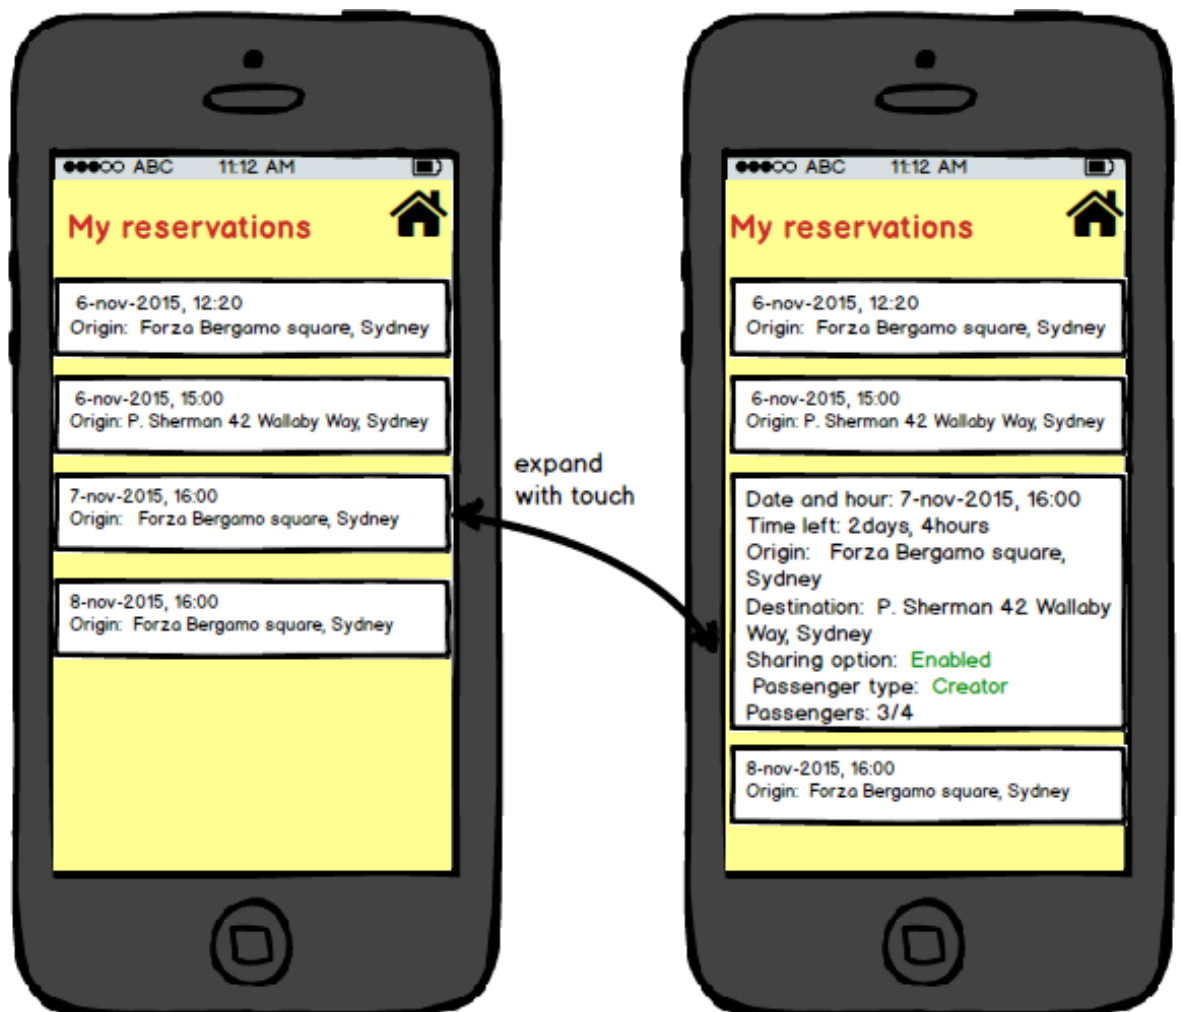 ABC 11:12 AM
My reservations
6-nov-2015, 12:20
Origin: Forza Bergamo square, Sydney
6-nov-2015, 15:00
Origin: P. Sherman 42 Wallaby Way, Sydney
7-nov-2015, 16:00
Origin: Forza Bergamo square, Sydney
8-nov-2015, 16:00
Origin: Forza Bergamo square, Sydney
expand
with touch
ABC 11:12 AM
My reservations
6-nov-2015, 12:20
Origin: Forza Bergamo square, Sydney
6-nov-2015, 15:00
Origin: P. Sherman 42 Wallaby Way, Sydney
Date and hour: 7-nov-2015, 16:00
Time left: 2days, 4hours
Origin: Forza Bergamo square,
Sydney
Destination: P. Sherman 42 Wallaby
Way, Sydney
Sharing option: Enabled
Passenger type: Creator
Passengers: 3/4
8-nov-2015, 16:00
Origin: Forza Bergamo square, Sydney